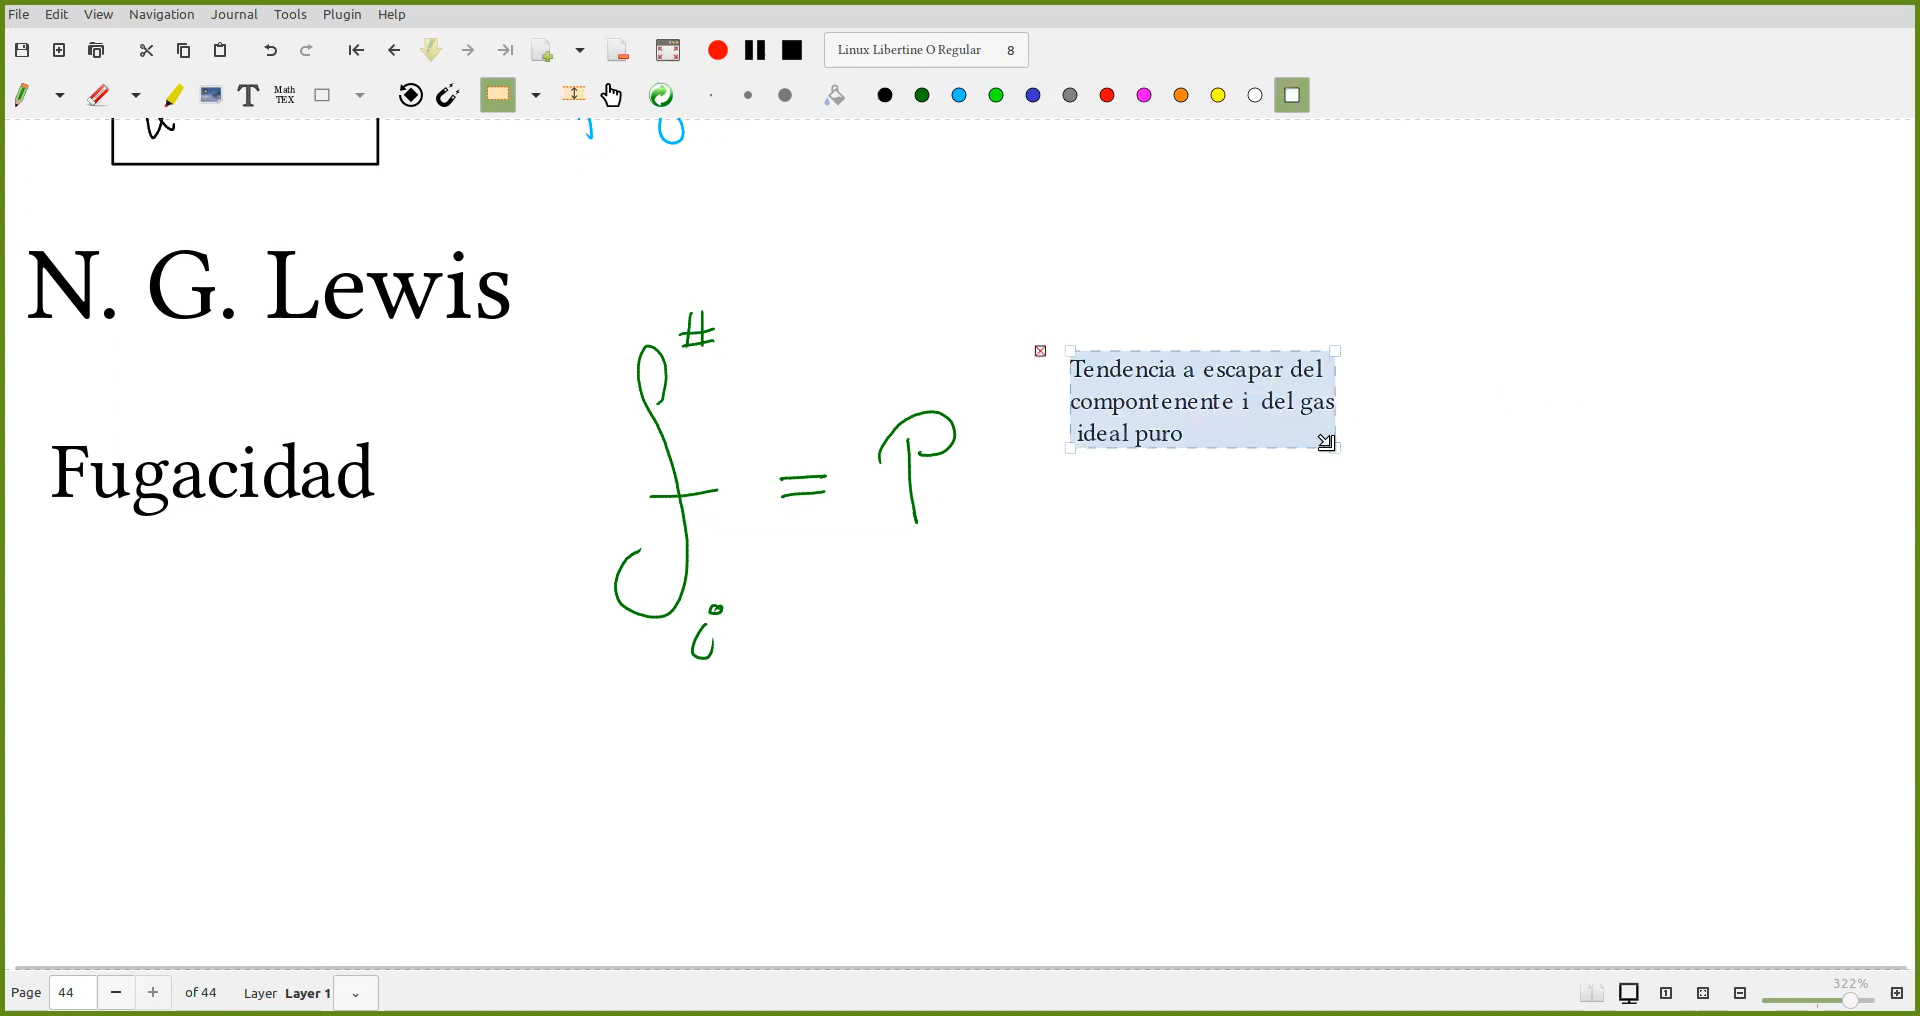 File Edit View Navigation Journal Tools Plugin Help
Linux Libertine O Regular 8
T Math TEX
N. G. Lewis
f # i = P
Tendencia a escapar del
compontenente i  del gas
ideal puro
Fugacidad
Page 44 of 44 Layer Layer 1
322%